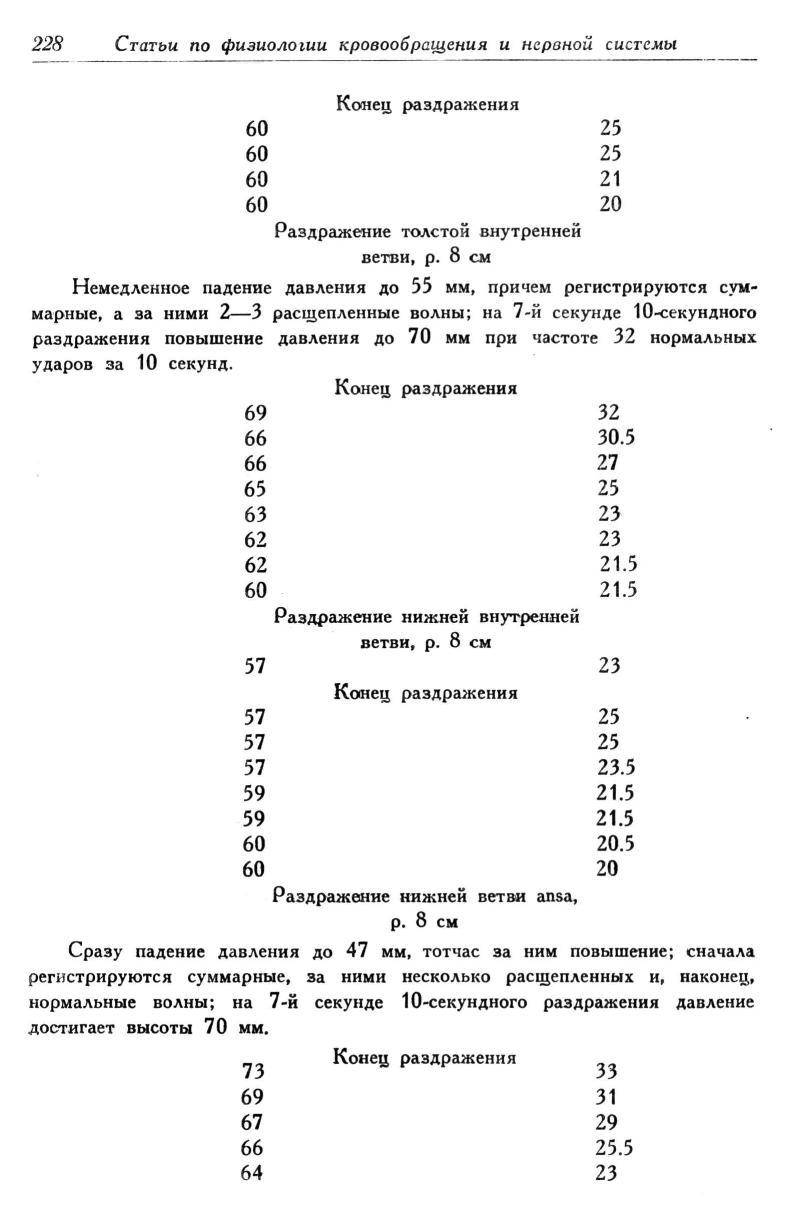 228 Статьи по физиологии кровообращения и нервной системы
Конец раздражения
60 25
60 25
60 21
60 20
Раздражение толстой внутренней
ветви, р. 8 см
Немедленное падение давления до 55 мм, причем регистрируются сум-
марные, а за ними 2—3 расщепленные волны; на 7-й секунде 10-секундного
раздражения повышение давления до 70 мм при частоте 32 нормальных
ударов за 10 секунд.
Конец раздражения
69 32
66 30.5
66 27
65 25
63 23
62 23
62 21.5
60 21.5
Раздражение нижней внутренней
ветви, р. 8 см
57 23
Конец раздражения
57 25
57 25
57 23.5
59 21.5
59 21.5
60 20.5
60 20
Раздражение нижней ветви ansa,
р. 8 см
Сразу падение давления до 47 мм, тотчас за ним повышение; сначала
регистрируются суммарные, за ними несколько расщепленных и, наконец,
нормальные волны; на 7-й секунде 10-секундного раздражения давление
достигает высоты 70 мм.
Конец раздражения
73 33
69 31
67 29
66 25.5
64 23